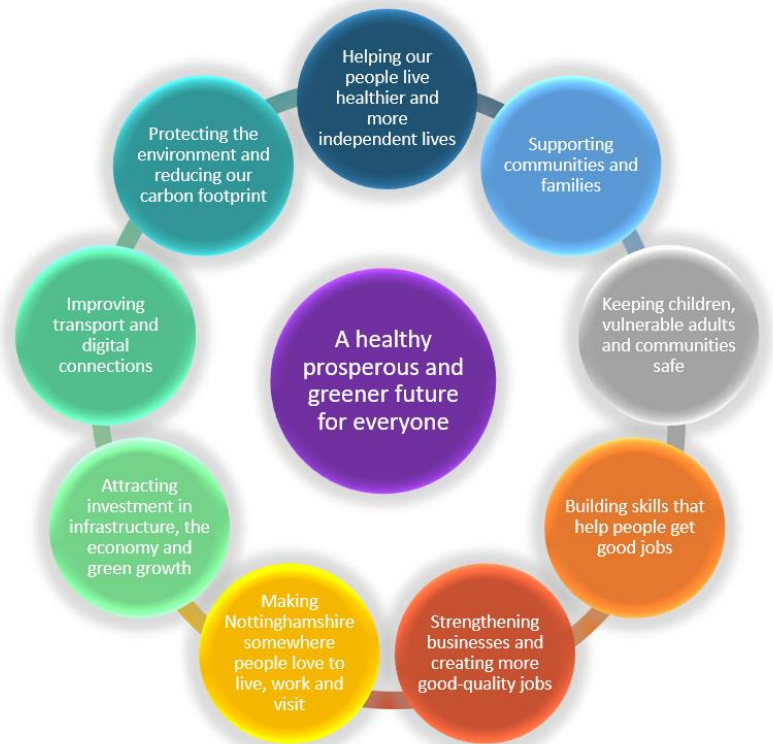 Helping our
people live
healthier and
more
independent lives
Supporting
communities and
families
Keeping children,
vulnerable adults
and communities
safe
Building skills that
help people get
good jobs
Strengthening
businesses and
creating more
good-quality jobs
Making
Nottinghamshire
somewhere
people love to
live, work and
visit
Attracting
investment in
infrastructure, the
economy and
green growth
Improving
transport and
digital
connections
Protecting the
environment and
reducing our
carbon footprint
A healthy
prosperous and
greener future
for everyone